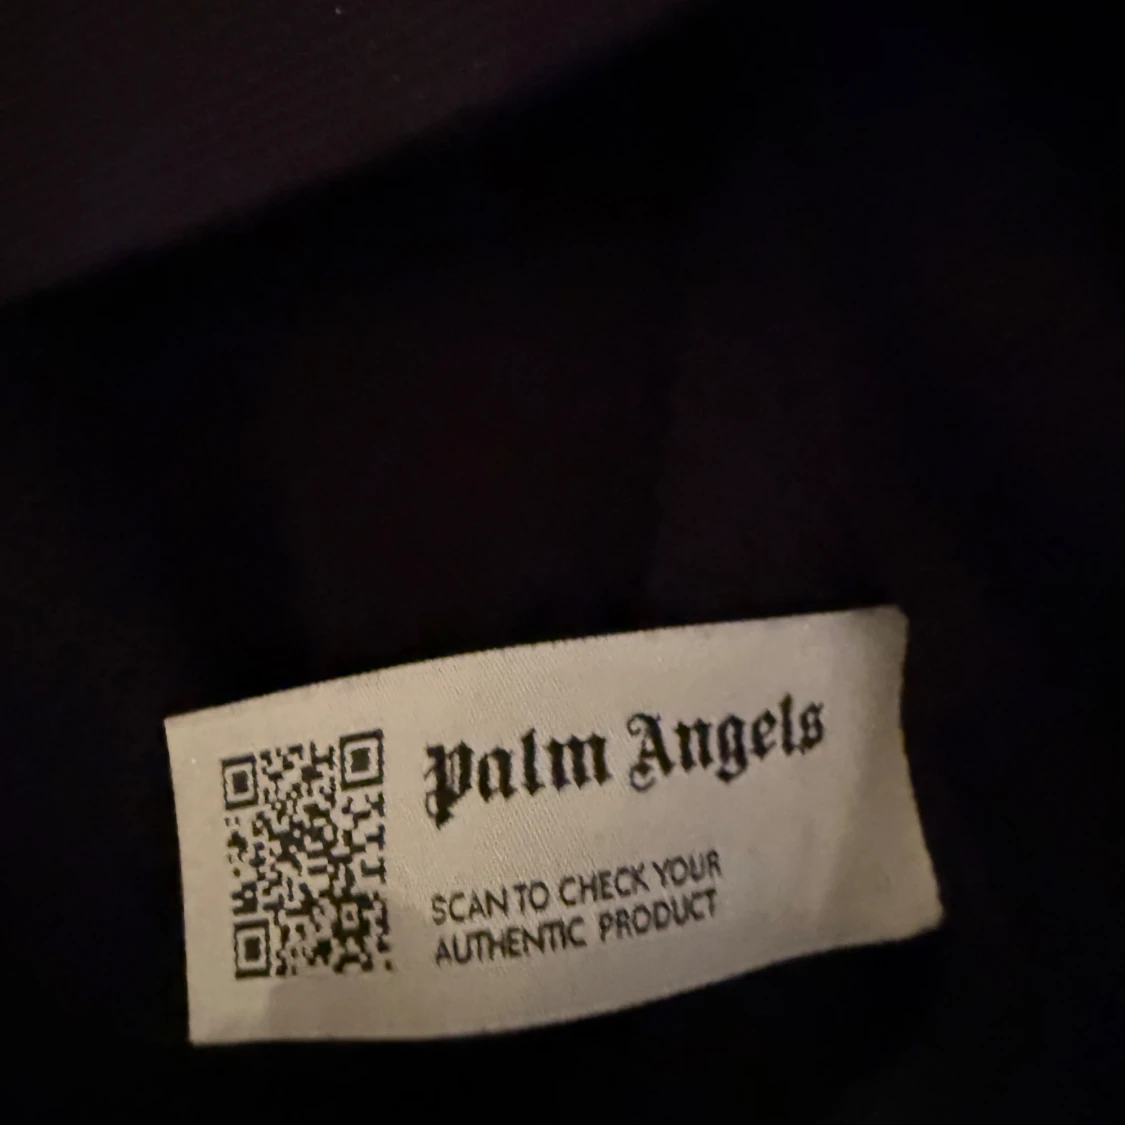 Palm Angels
SCAN TO CHECK YOUR
AUTHENTIC PRODUCT